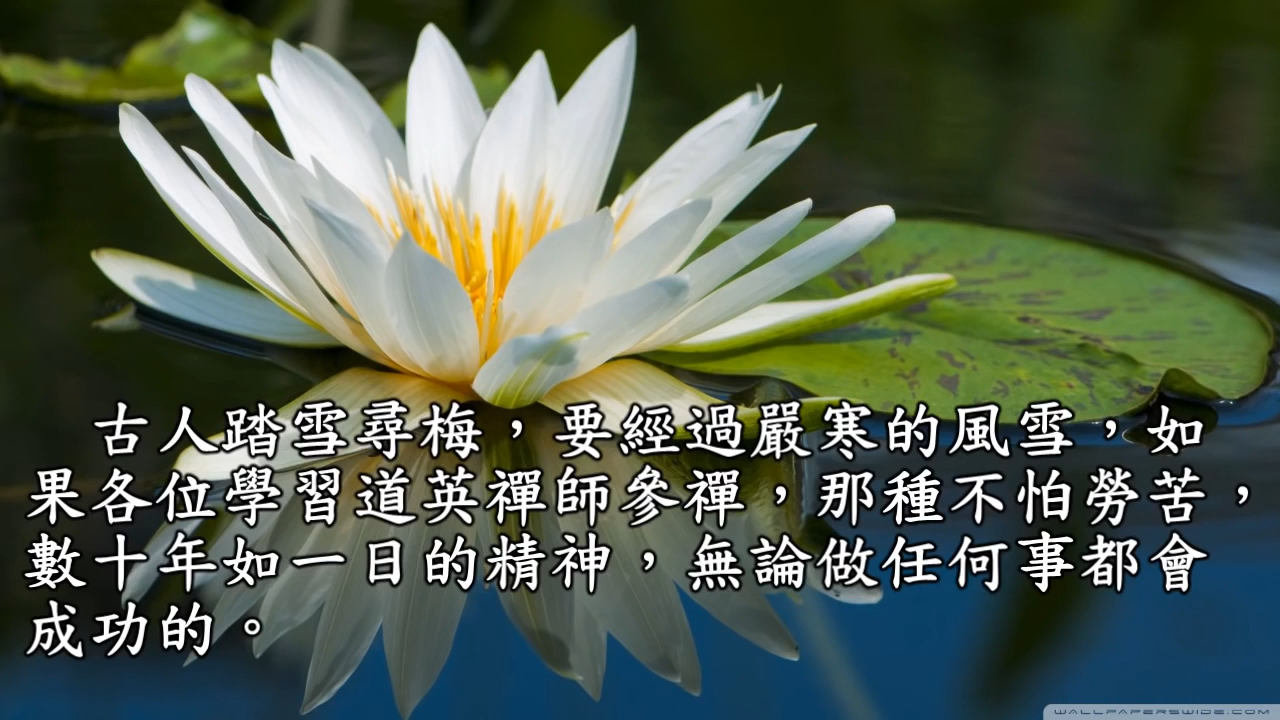 古人踏雪尋梅，要經過嚴寒的風雪，如
果各位學習道英禪師參禪，那種不怕勞苦，
數十年如一日的精神，無論做任何事都會
成功的。
WALLPAPERSWIDE.COM